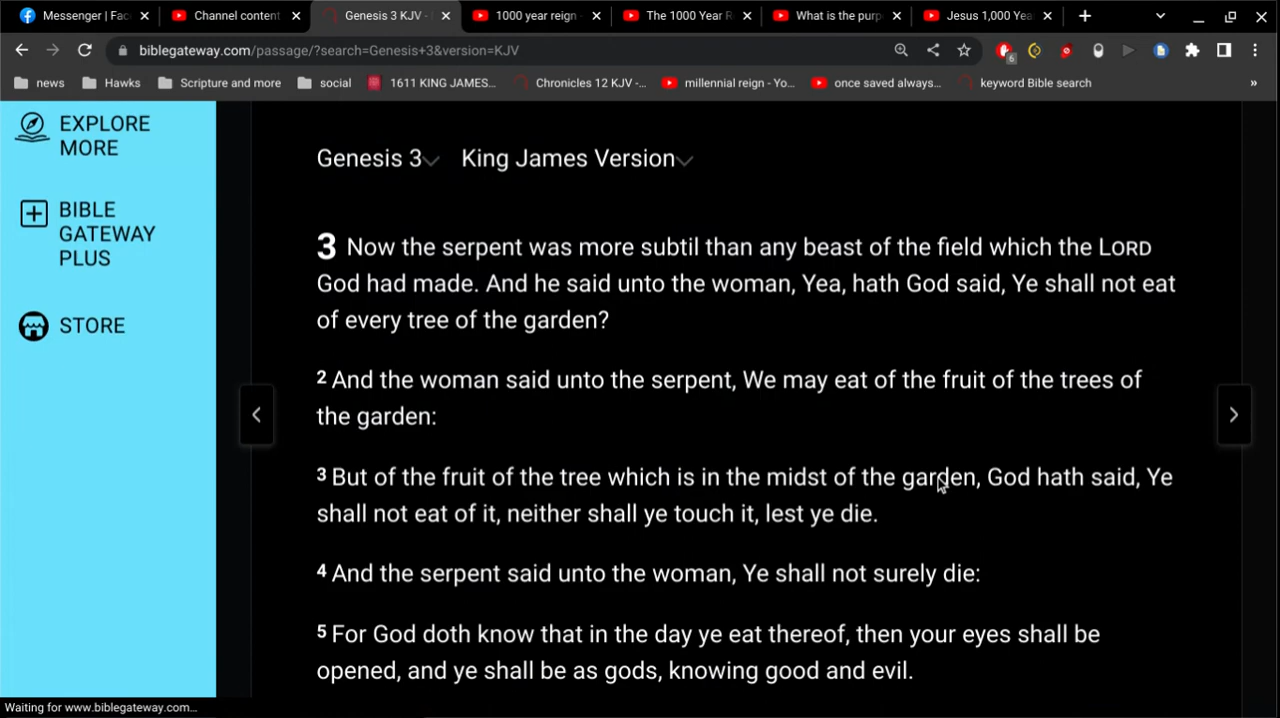 Messenger | Fac
Channel content
Genesis 3 KJV -
1000 year reign -
The 1000 Year R
What is the purp
Jesus 1,000 Yea
biblegateway.com/passage/?search=Genesis+3&version=KJV
6
news
Hawks
Scripture and more
social
1611 KING JAMES...
Chronicles 12 KJV -...
millennial reign - Yo...
once saved always...
keyword Bible search
»
EXPLORE
MORE
BIBLE
GATEWAY
PLUS
STORE
Genesis 3 King James Version
3 Now the serpent was more subtil than any beast of the field which the LORD
God had made. And he said unto the woman, Yea, hath God said, Ye shall not eat
of every tree of the garden?
2 And the woman said unto the serpent, We may eat of the fruit of the trees of
the garden:
3 But of the fruit of the tree which is in the midst of the garden, God hath said, Ye
shall not eat of it, neither shall ye touch it, lest ye die.
4 And the serpent said unto the woman, Ye shall not surely die:
5 For God doth know that in the day ye eat thereof, then your eyes shall be
opened, and ye shall be as gods, knowing good and evil.
Waiting for www.biblegateway.com...